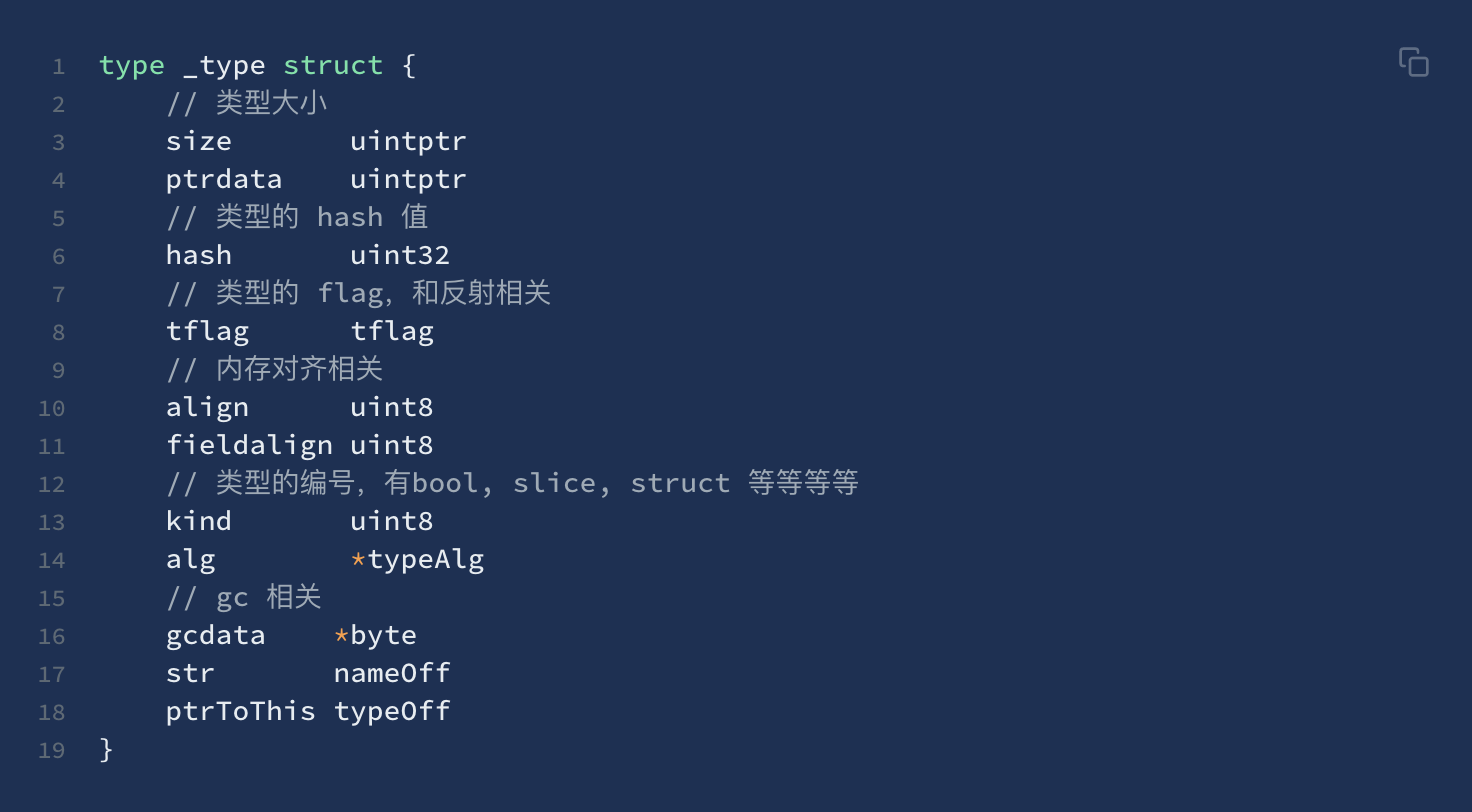 1 type _type struct {
2 // 类型大小
3 size uintptr
4 ptrdata uintptr
5 // 类型的 hash 值
6 hash uint32
7 // 类型的 flag，和反射相关
8 tflag tflag
9 // 内存对齐相关
10 align uint8
11 fieldalign uint8
12 // 类型的编号，有bool, slice, struct 等等等等
13 kind uint8
14 alg *typeAlg
15 // gc 相关
16 gcdata *byte
17 str nameOff
18 ptrToThis typeOff
19 }